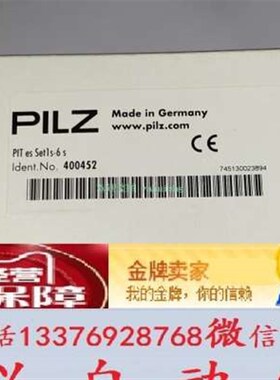 PILZ
Made in Germany
www.pilz.com
CE
PIT es Set1s-6 s
Ident.No. 400452
745130023894
金牌卖家
我的金牌，你的信赖
保障
话13376928768微信